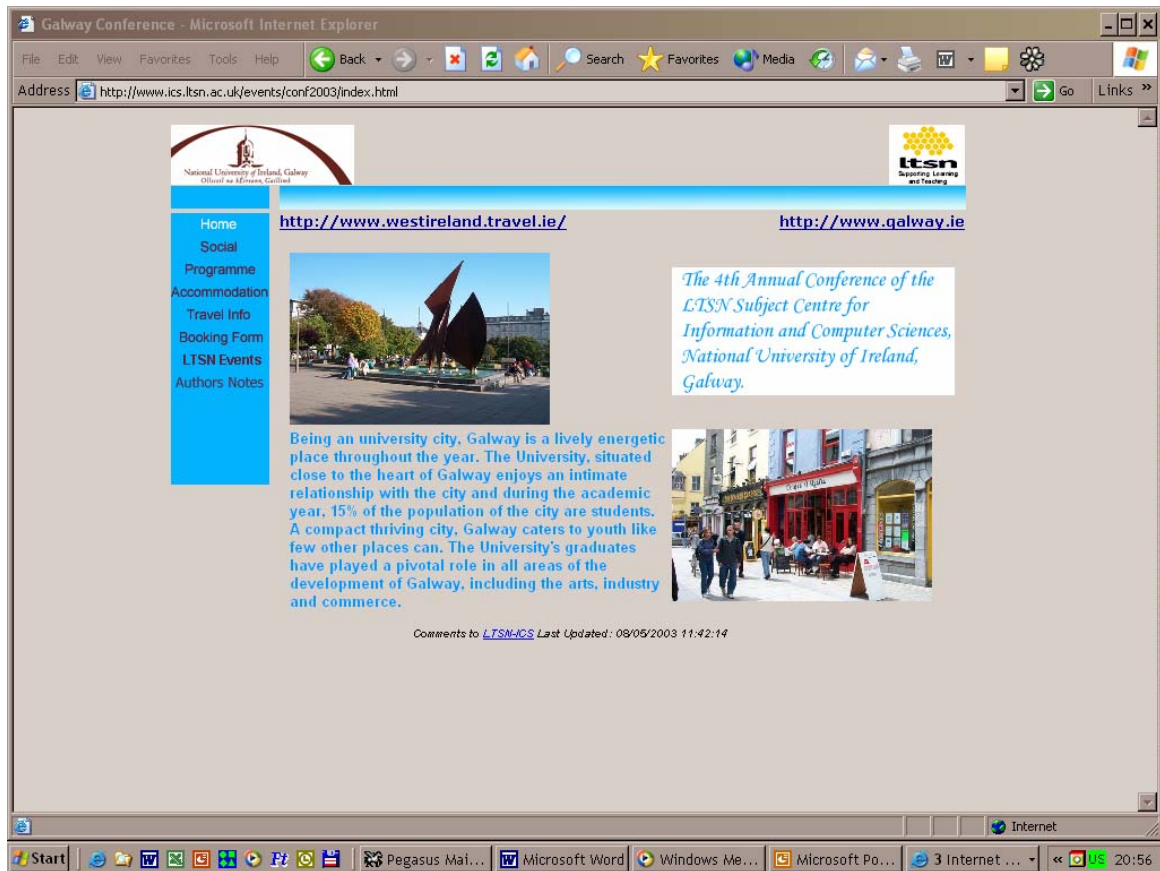 Galway Conference - Microsoft Internet Explorer
File Edit View Favorites Tools Help Back Search Favorites Media
Address http://www.ics.ltsn.ac.uk/events/conf2003/index.html Go Links »
National University of Ireland, Galway
Ollscoil na hÉireann, Gaillimh
ltsn
Supporting Learning
and Teaching
Home
Social
Programme
Accommodation
Travel Info
Booking Form
LTSN Events
Authors Notes
http://www.westireland.travel.ie/ http://www.galway.ie
The 4th Annual Conference of the
LTSN Subject Centre for
Information and Computer Sciences,
National University of Ireland,
Galway.
Being an university city, Galway is a lively energetic
place throughout the year. The University, situated
close to the heart of Galway enjoys an intimate
relationship with the city and during the academic
year, 15% of the population of the city are students.
A compact thriving city, Galway caters to youth like
few other places can. The University's graduates
have played a pivotal role in all areas of the
development of Galway, including the arts, industry
and commerce.
Comments to LTSN-ICS Last Updated: 08/05/2003 11:42:14
Internet
Start Pegasus Mai... Microsoft Word Windows Me... Microsoft Po... 3 Internet ... « US 20:56